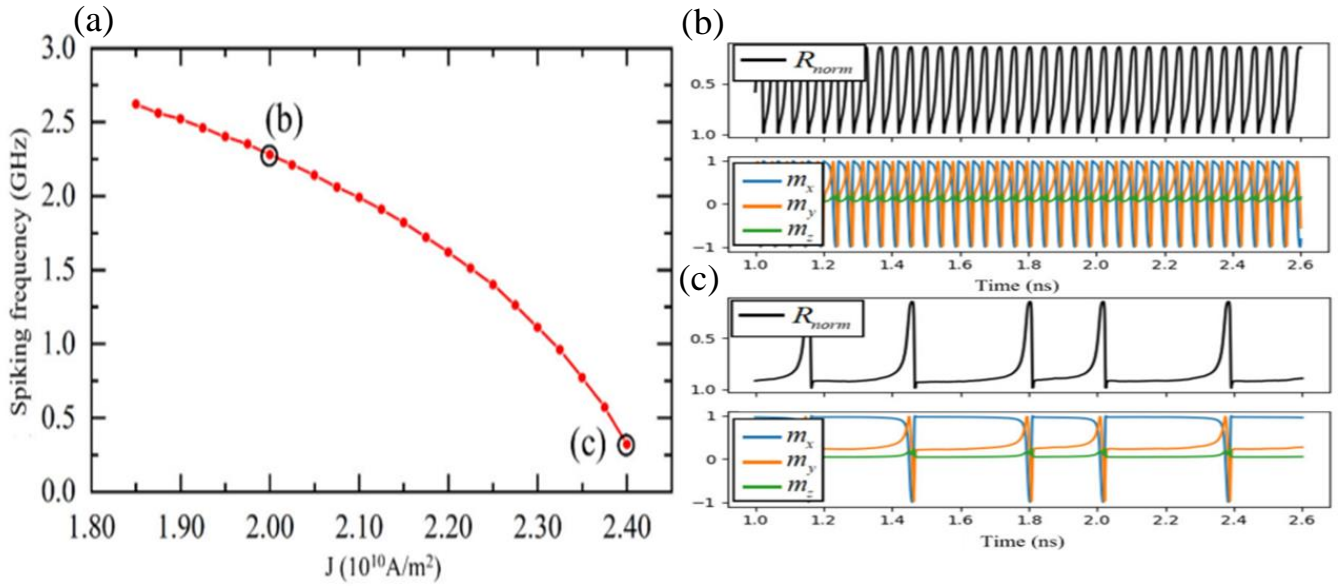 (a)
3.0
2.5
2.0
1.5
1.0
0.5
0.0
Spiking frequency (GHz)
(b)
(c)
1.80 1.90 2.00 2.10 2.20 2.30 2.40
J (10¹⁰A/m²)
(b)
R_norm
0.5
1.0
1
0
−1
m_x
m_y
m_z
1.0 1.2 1.4 1.6 1.8 2.0 2.2 2.4 2.6
Time (ns)
(c)
R_norm
0.5
1.0
1
0
−1
m_x
m_y
m_z
1.0 1.2 1.4 1.6 1.8 2.0 2.2 2.4 2.6
Time (ns)